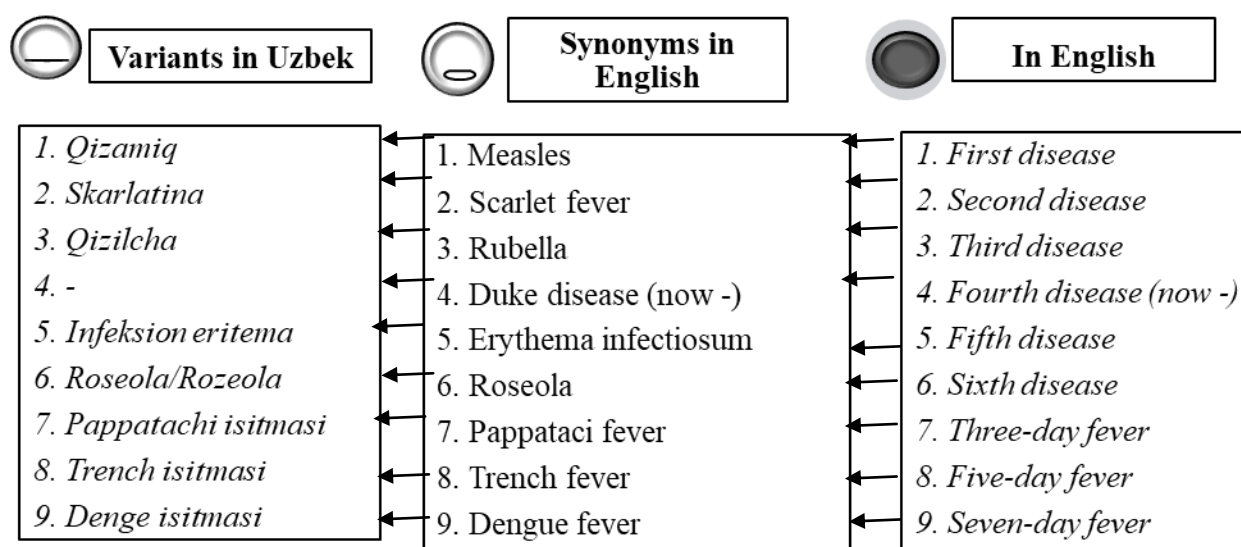 Variants in Uzbek
Synonyms in
English
In English
1. Qizamiq
2. Skarlatina
3. Qizilcha
4. -
5. Infeksion eritema
6. Roseola/Rozeola
7. Pappatachi isitmasi
8. Trench isitmasi
9. Denge isitmasi
1. Measles
2. Scarlet fever
3. Rubella
4. Duke disease (now -)
5. Erythema infectiosum
6. Roseola
7. Pappataci fever
8. Trench fever
9. Dengue fever
1. First disease
2. Second disease
3. Third disease
4. Fourth disease (now -)
5. Fifth disease
6. Sixth disease
7. Three-day fever
8. Five-day fever
9. Seven-day fever